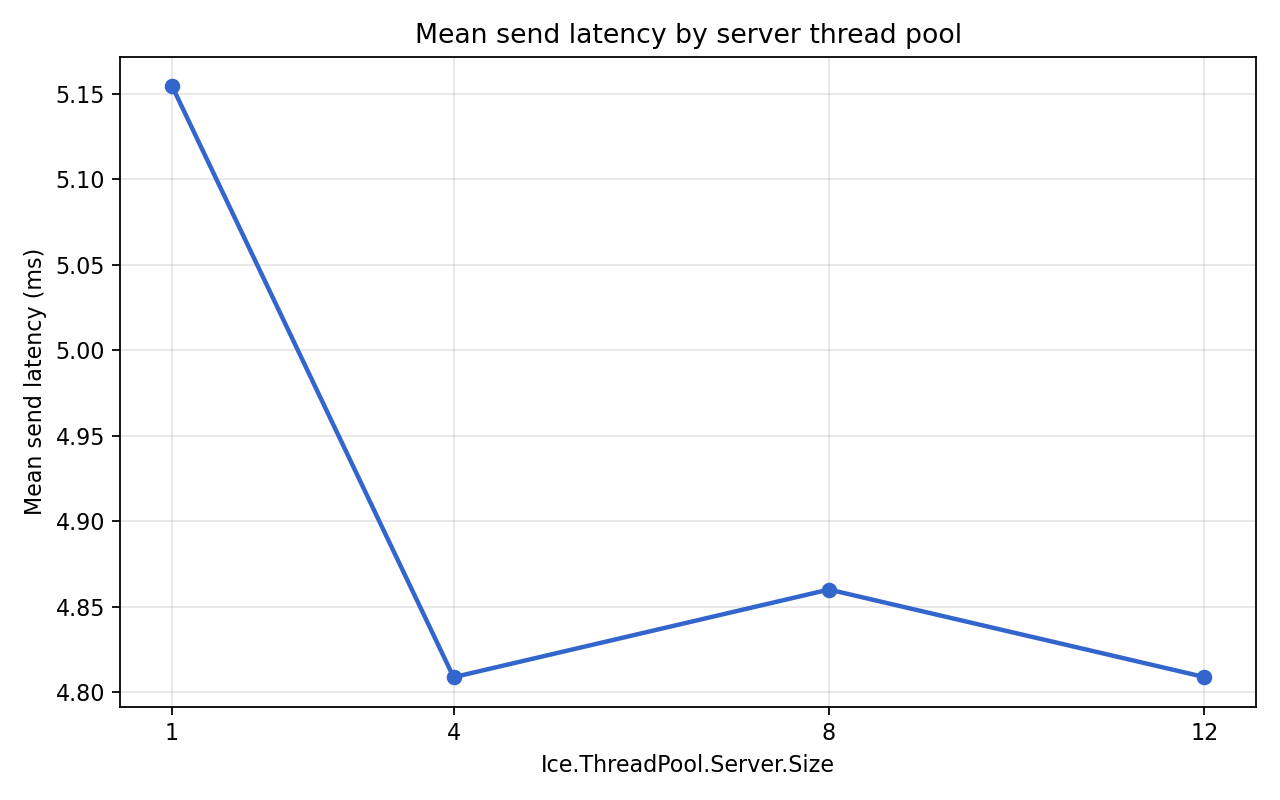 Mean send latency by server thread pool
Mean send latency (ms)
5.15
5.10
5.05
5.00
4.95
4.90
4.85
4.80
1 4 8 12
Ice.ThreadPool.Server.Size